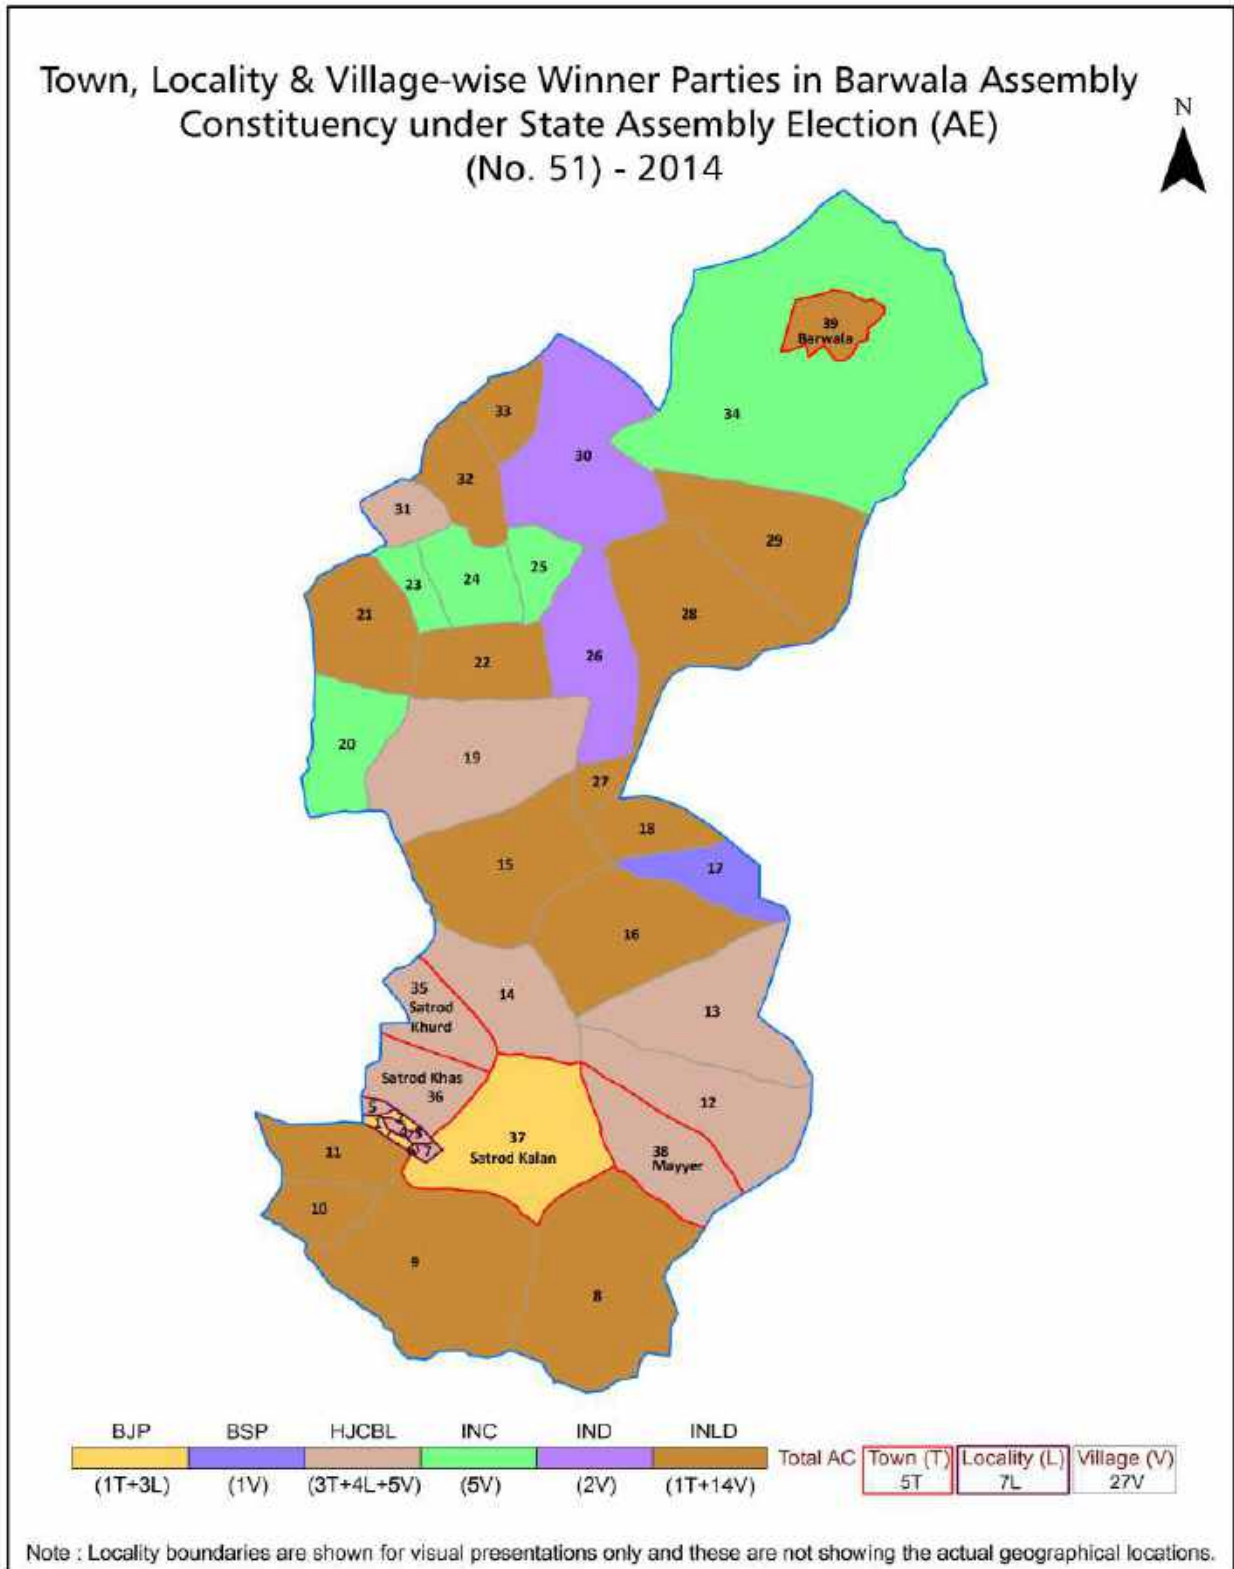 Town, Locality & Village-wise Winner Parties in Barwala Assembly
Constituency under State Assembly Election (AE)
(No. 51) - 2014
N
39
Barwala
33
34
30
32
31
29
25
24
23
21
28
26
22
20
19
27
18
15
17
16
35
Satrod
Khurd
14
13
Satrod Khas
36
12
5
37
Satrod Kalan
38
Mayyer
7
11
10
9
8
BJP BSP HJCBL INC IND INLD
Total AC Town (T) Locality (L) Village (V)
(1T+3L) (1V) (3T+4L+5V) (5V) (2V) (1T+14V) 5T 7L 27V
Note : Locality boundaries are shown for visual presentations only and these are not showing the actual geographical locations.